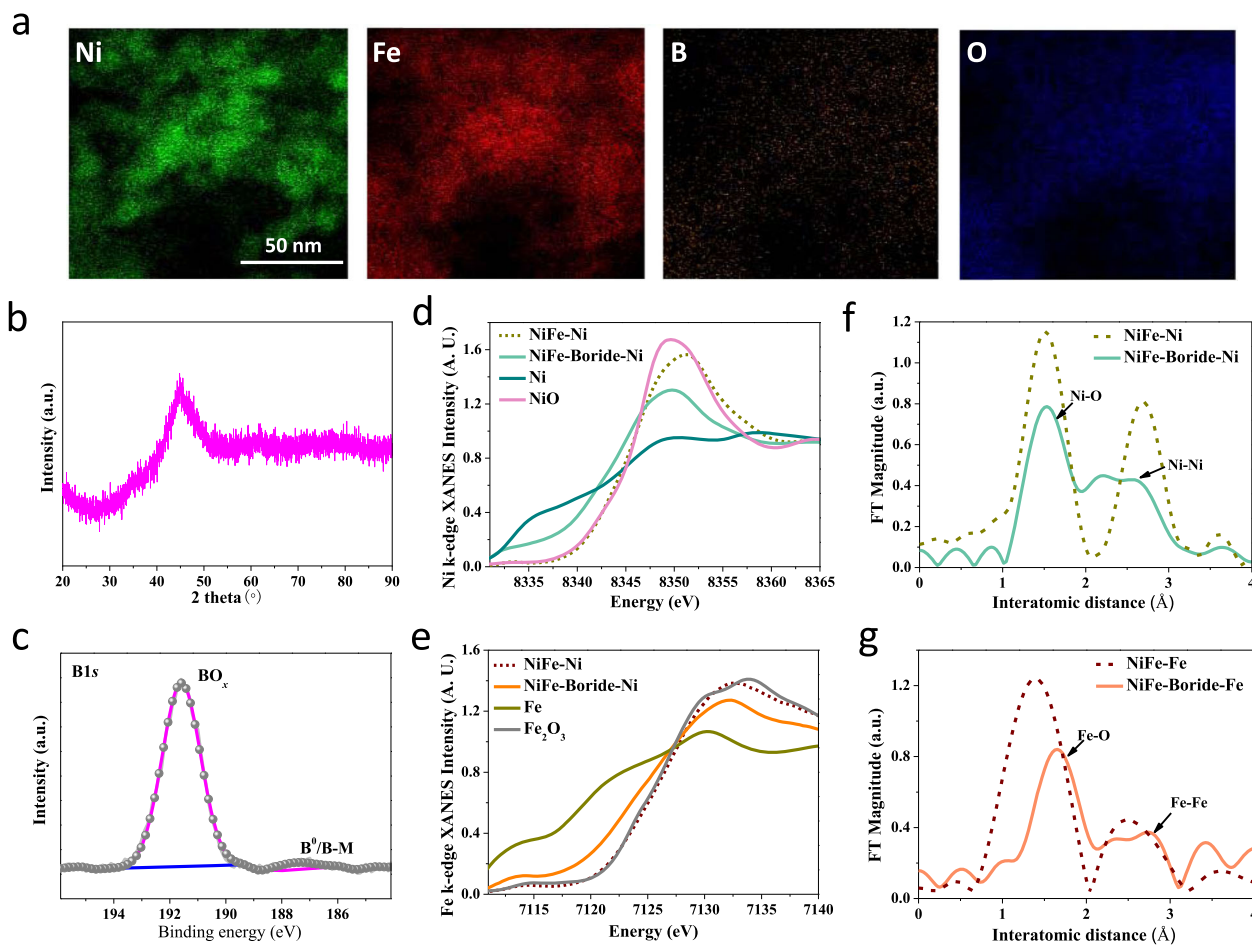 a
Ni
Fe
B
O
50 nm
b
Intensity (a.u.)
20 30 40 50 60 70 80 90
2 theta (°)
c
B1s
BOₓ
B⁰/B-M
Intensity (a.u.)
194 192 190 188 186
Binding energy (eV)
d
NiFe-Ni
NiFe-Boride-Ni
Ni
NiO
Ni k-edge XANES Intensity (A. U.)
1.6
1.2
0.8
0.4
0.0
8335 8340 8345 8350 8355 8360 8365
Energy (eV)
e
NiFe-Ni
NiFe-Boride-Ni
Fe
Fe₂O₃
Fe k-edge XANES Intensity (A. U.)
1.6
1.2
0.8
0.4
0.0
7115 7120 7125 7130 7135 7140
Energy (eV)
f
NiFe-Ni
NiFe-Boride-Ni
Ni-O
Ni-Ni
FT Magnitude (a.u.)
1.2
1.0
0.8
0.6
0.4
0.2
0.0
0 1 2 3 4
Interatomic distance (Å)
g
NiFe-Fe
NiFe-Boride-Fe
Fe-O
Fe-Fe
FT Magnitude (a.u.)
1.2
0.8
0.4
0.0
0 1 2 3 4
Interatomic distance (Å)